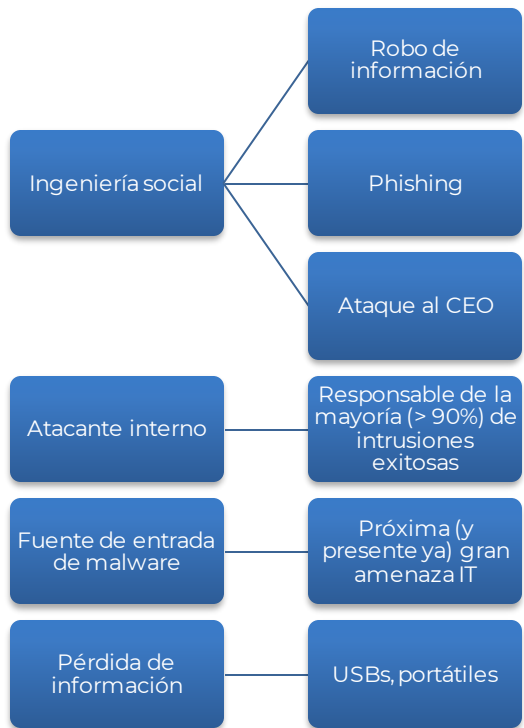 Robo de
información
Ingeniería social
Phishing
Ataque al CEO
Atacante interno
Responsable de la
mayoría (> 90%) de
intrusiones
exitosas
Fuente de entrada
de malware
Próxima (y
presente ya) gran
amenaza IT
Pérdida de
información
USBs, portátiles